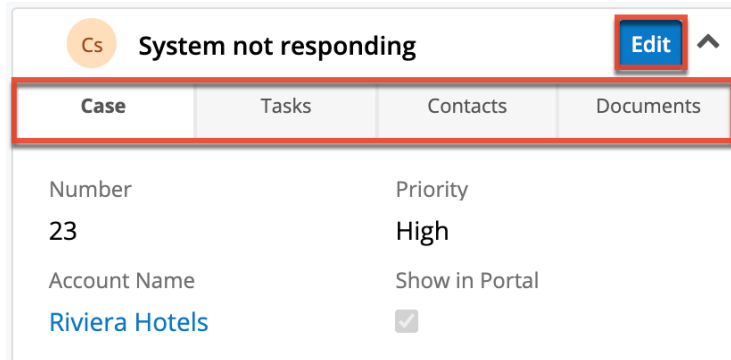 Cs System not responding Edit
Case Tasks Contacts Documents
Number Priority
23 High
Account Name Show in Portal
Riviera Hotels